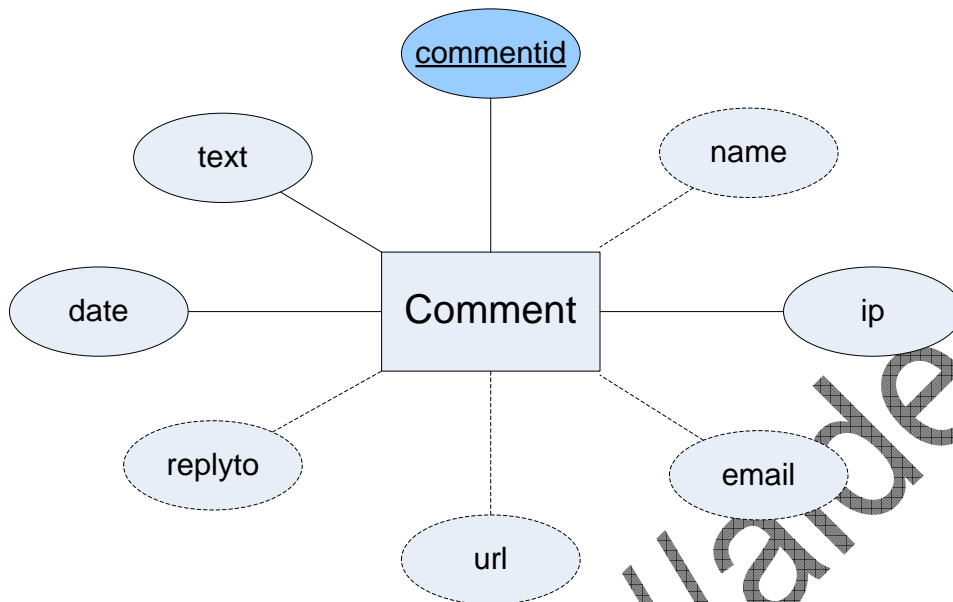 commentid
text
name
date
Comment
ip
replyto
email
url